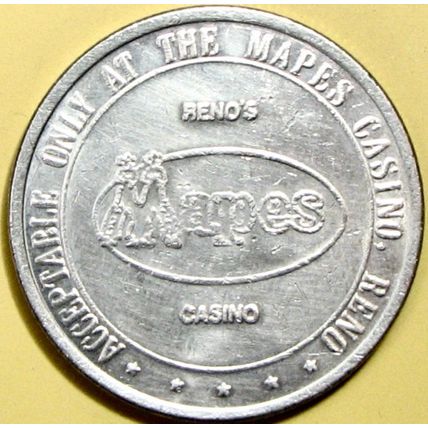 ACCEPTABLE ONLY AT THE MAPES CASINO, RENO
RENO'S
Mapes
CASINO